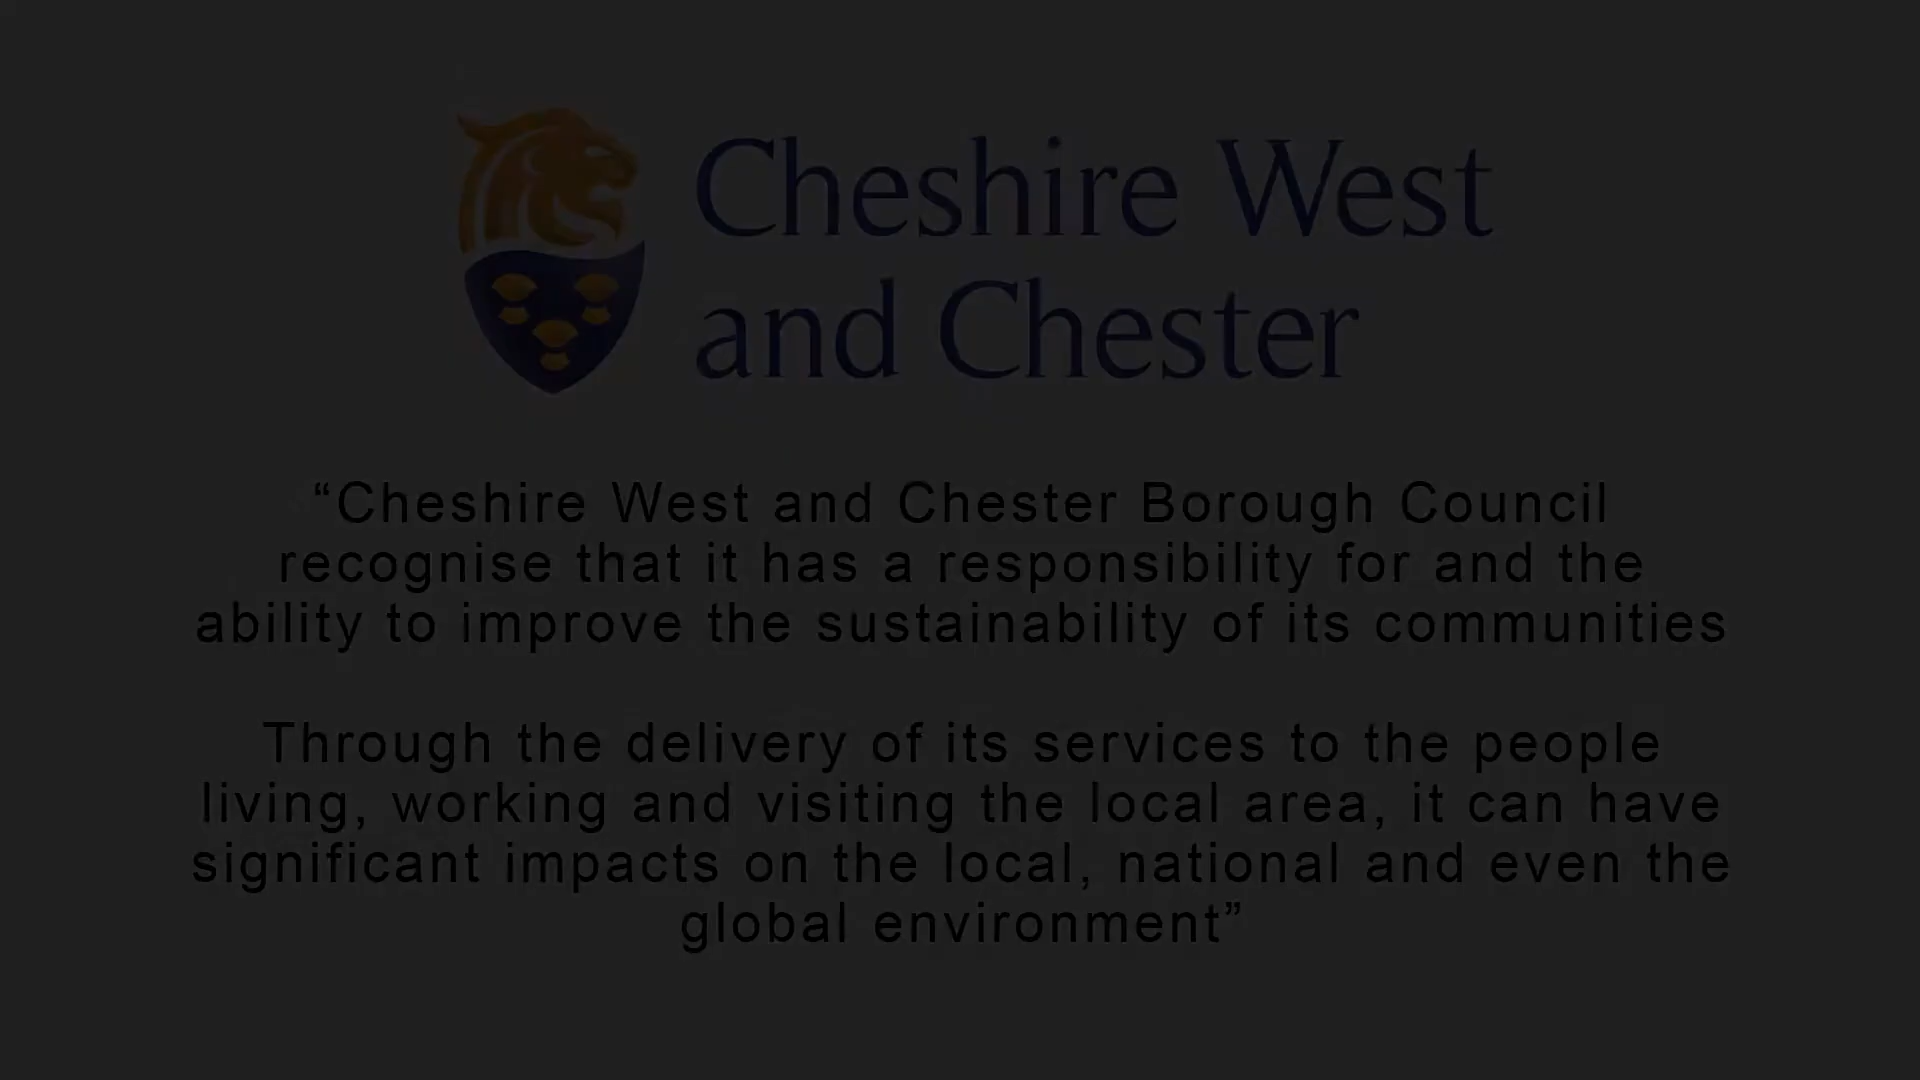 Cheshire West
and Chester
“Cheshire West and Chester Borough Council
recognise that it has a responsibility for and the
ability to improve the sustainability of its communities
Through the delivery of its services to the people
living, working and visiting the local area, it can have
significant impacts on the local, national and even the
global environment”